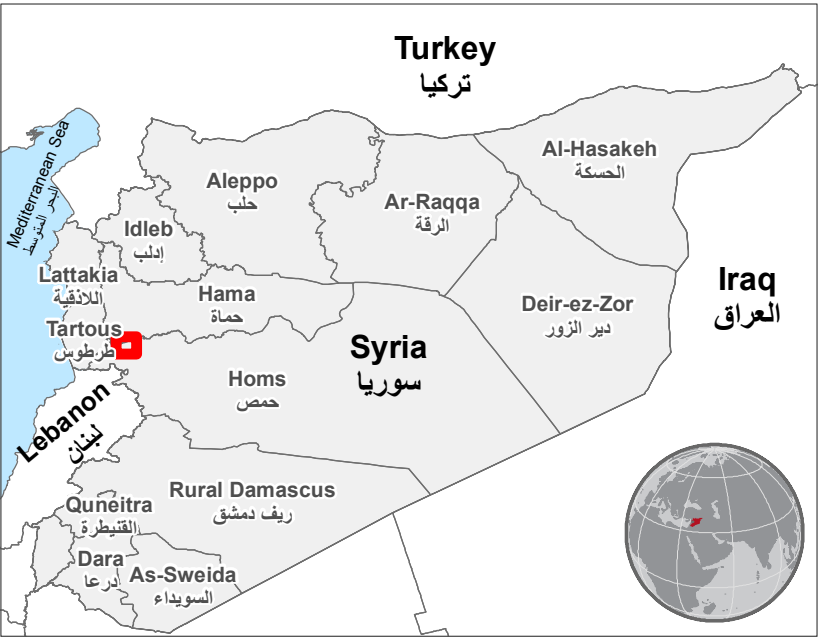 Turkey
تركيا
Mediterranean Sea
البحر المتوسط
Al-Hasakeh
الحسكة
Aleppo
حلب
Ar-Raqqa
الرقة
Idleb
إدلب
Lattakia
اللاذقية
Hama
حماة
Deir-ez-Zor
دير الزور
Iraq
العراق
Tartous
طرطوس
Syria
سوريا
Homs
حمص
Lebanon
لبنان
Rural Damascus
ريف دمشق
Quneitra
القنيطرة
Dara
درعا
As-Sweida
السويداء